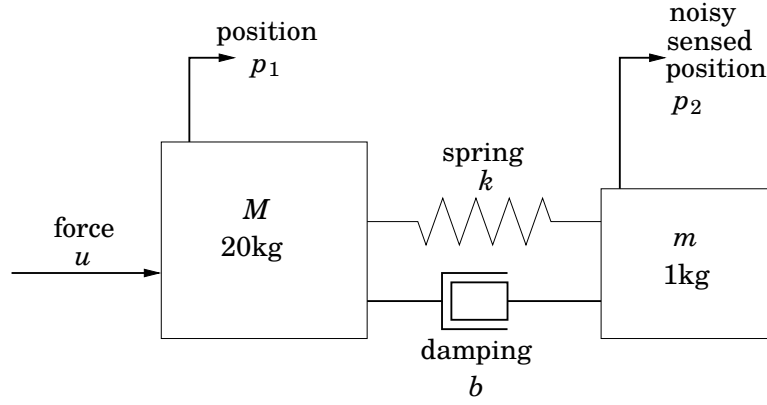 position
p1
noisy
sensed
position
p2
spring
k
M
20kg
m
1kg
force
u
damping
b